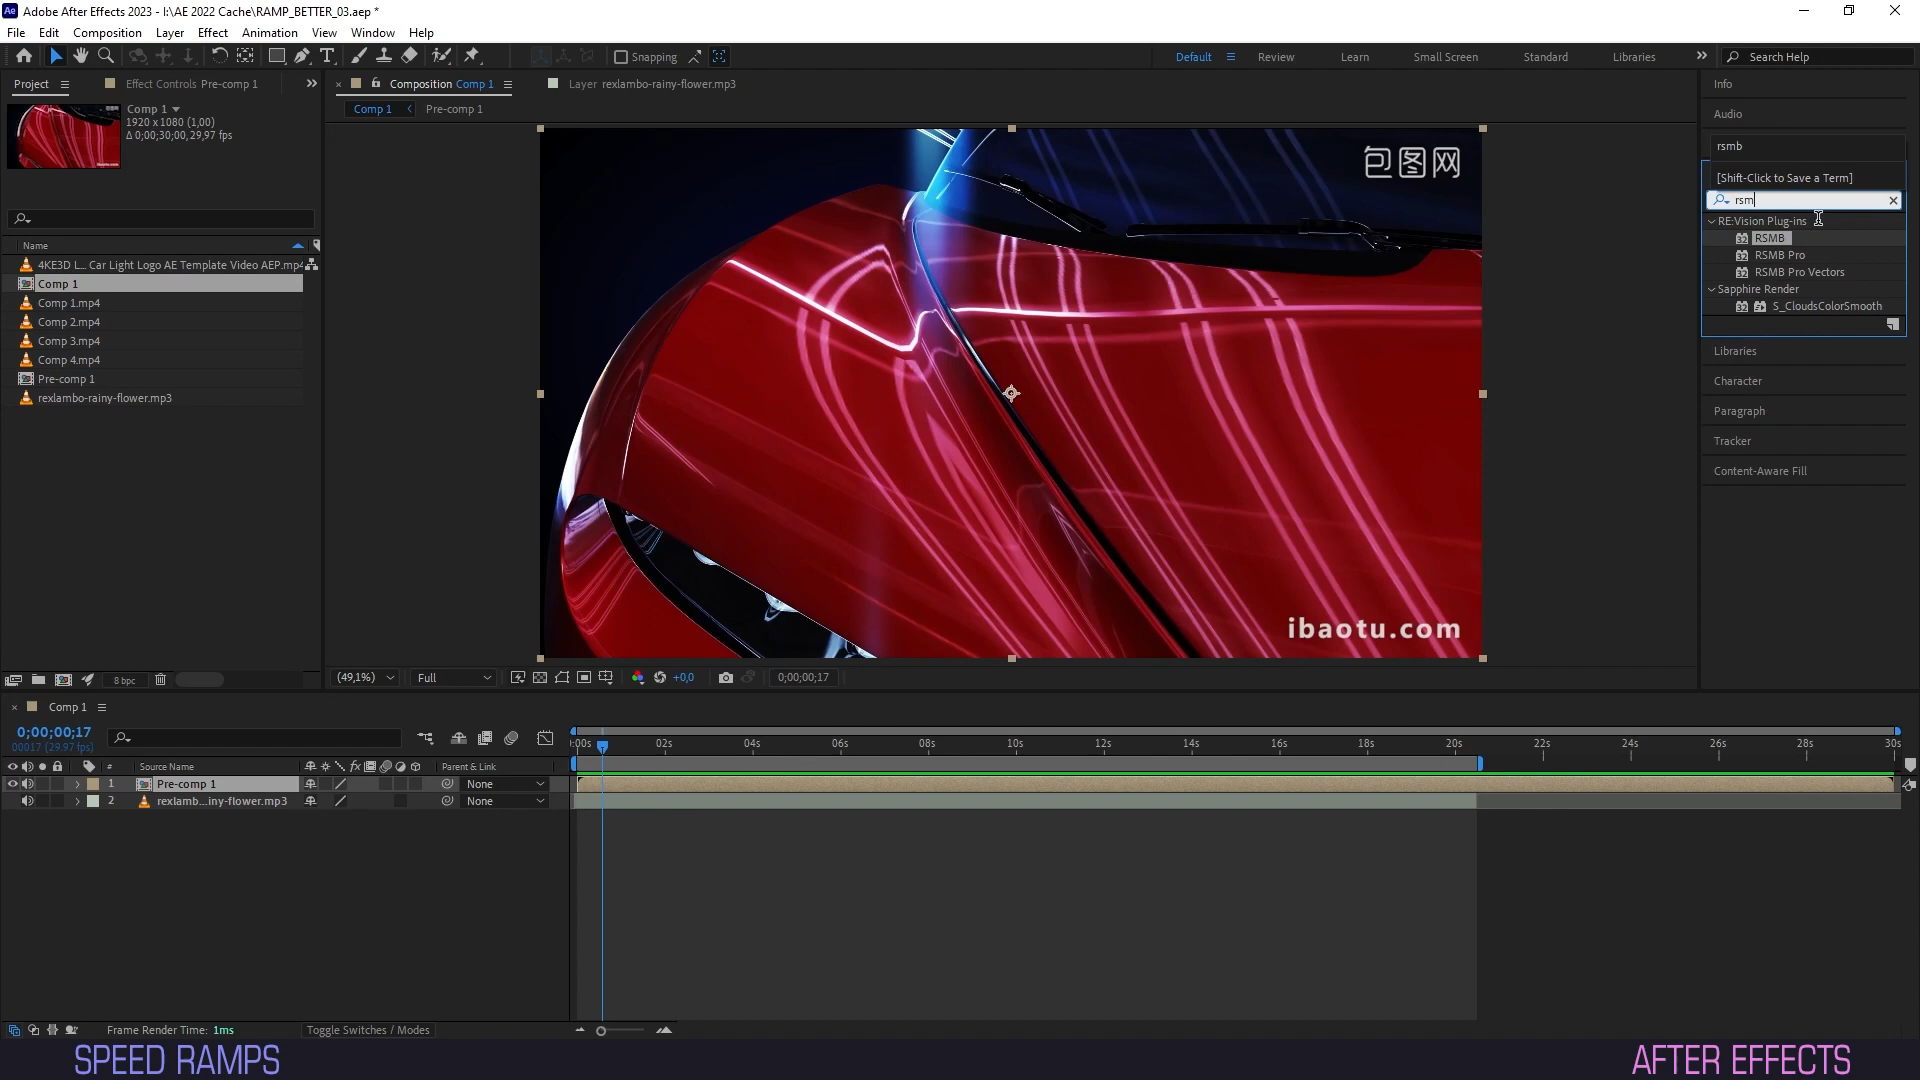 Adobe After Effects 2023 - I:\AE 2022 Cache\RAMP_BETTER_03.aep *
File Edit Composition Layer Effect Animation View Window Help
Snapping
Default Review Learn Small Screen Standard Libraries Search Help
Project Effect Controls Pre-comp 1
Composition Comp 1
Layer rexlambo-rainy-flower.mp3
Comp 1 Pre-comp 1
Comp 1
1920 x 1080 (1,00)
Δ 0;00;30;00, 29,97 fps
Name
4KE3D L... Car Light Logo AE Template Video AEP.mp4
Comp 1
Comp 1.mp4
Comp 2.mp4
Comp 3.mp4
Comp 4.mp4
Pre-comp 1
rexlambo-rainy-flower.mp3
8 bpc
包图网
ibaotu.com
(49,1%) Full +0,0 0;00;00;17
Info
Audio
rsmb
[Shift-Click to Save a Term]
rsm
RE:Vision Plug-ins
RSMB
RSMB Pro
RSMB Pro Vectors
Sapphire Render
S_CloudsColorSmooth
Libraries
Character
Paragraph
Tracker
Content-Aware Fill
Comp 1
0;00;00;17
00017 (29.97 fps)
:00s 02s 04s 06s 08s 10s 12s 14s 16s 18s 20s 22s 24s 26s 28s 30s
# Source Name fx Parent & Link
1 Pre-comp 1 None
2 rexlamb...iny-flower.mp3 None
Frame Render Time: 1ms Toggle Switches / Modes
SPEED RAMPS
AFTER EFFECTS